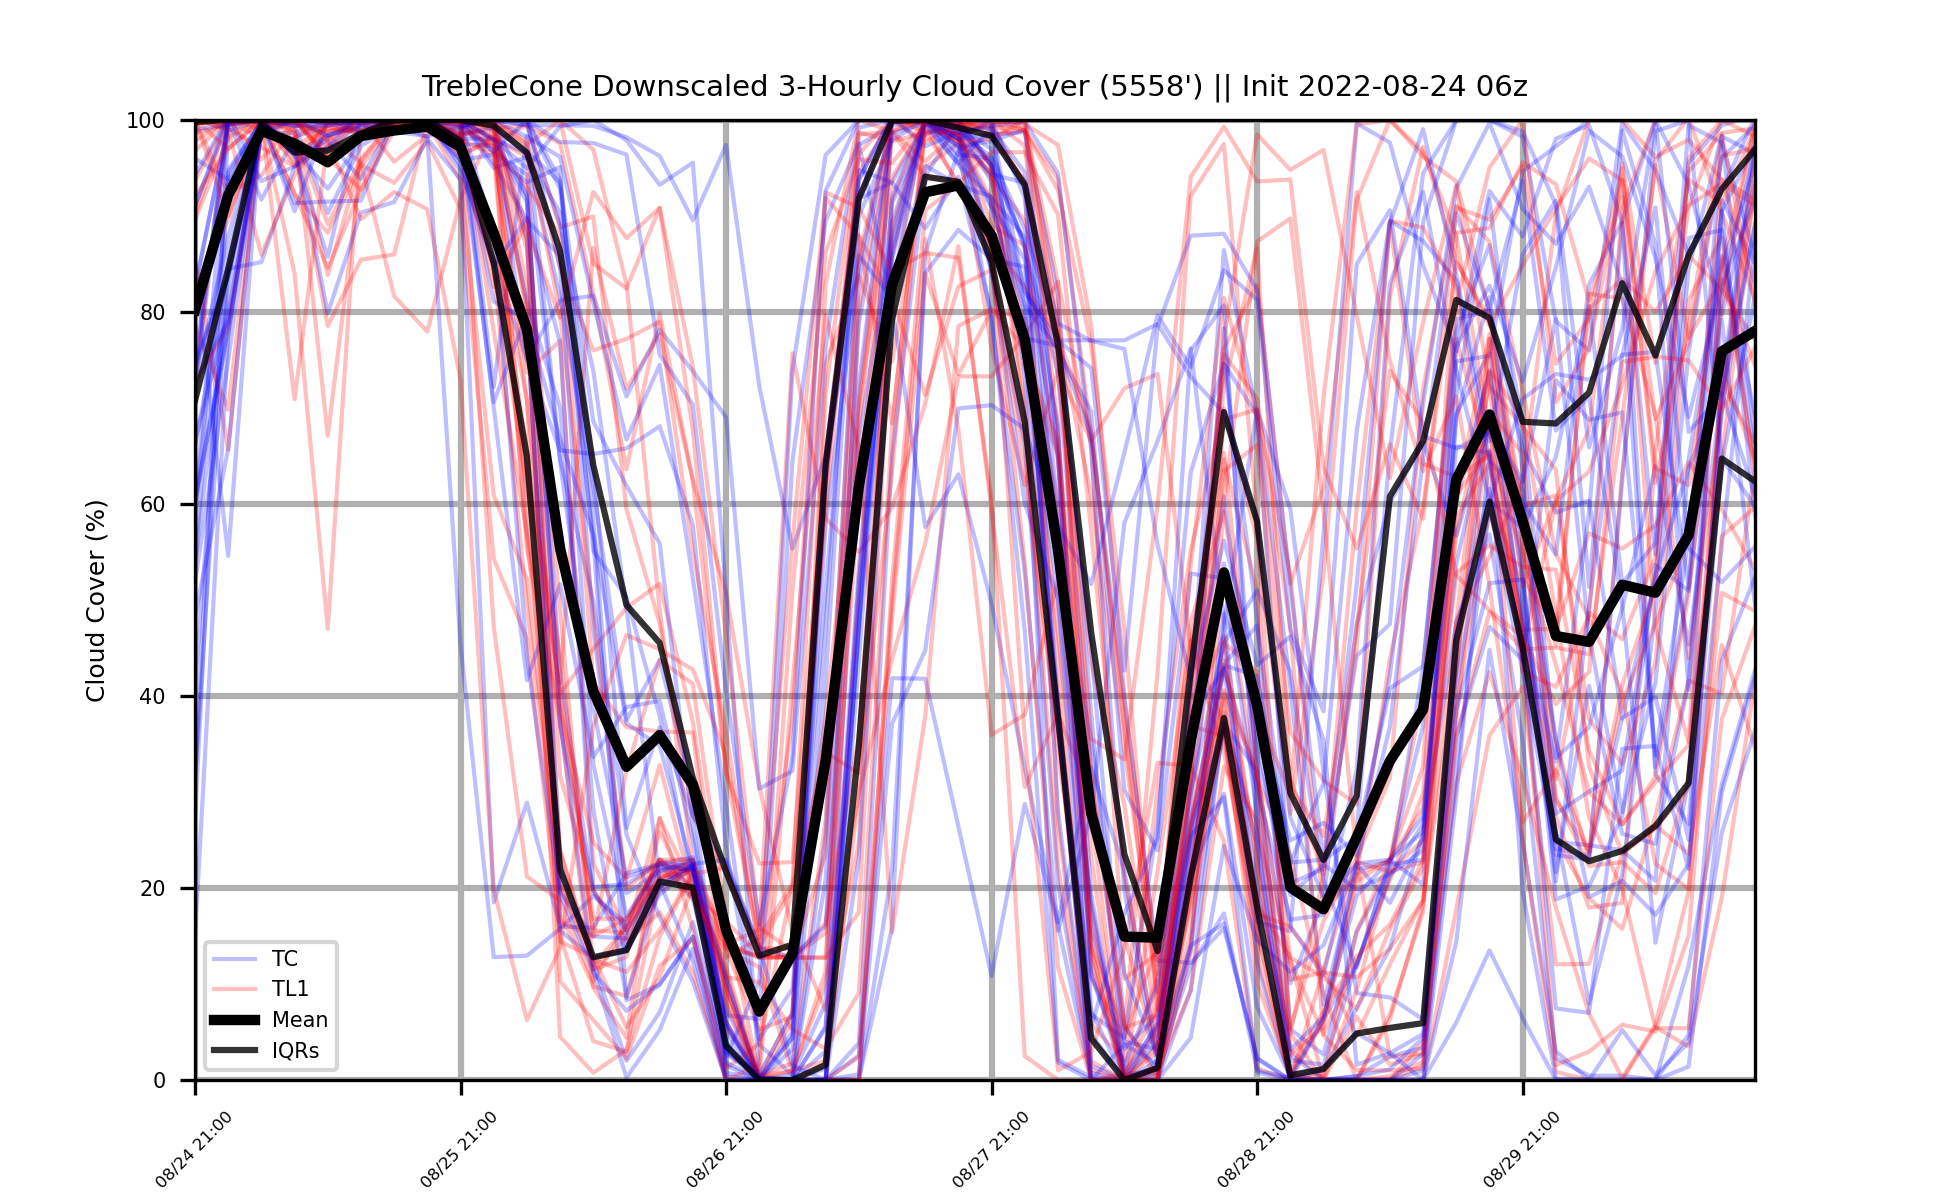 TrebleCone Downscaled 3-Hourly Cloud Cover (5558') || Init 2022-08-24 06z
Cloud Cover (%)
100
80
60
40
20
0
TC
TL1
Mean
IQRs
08/24 21:00
08/25 21:00
08/26 21:00
08/27 21:00
08/28 21:00
08/29 21:00